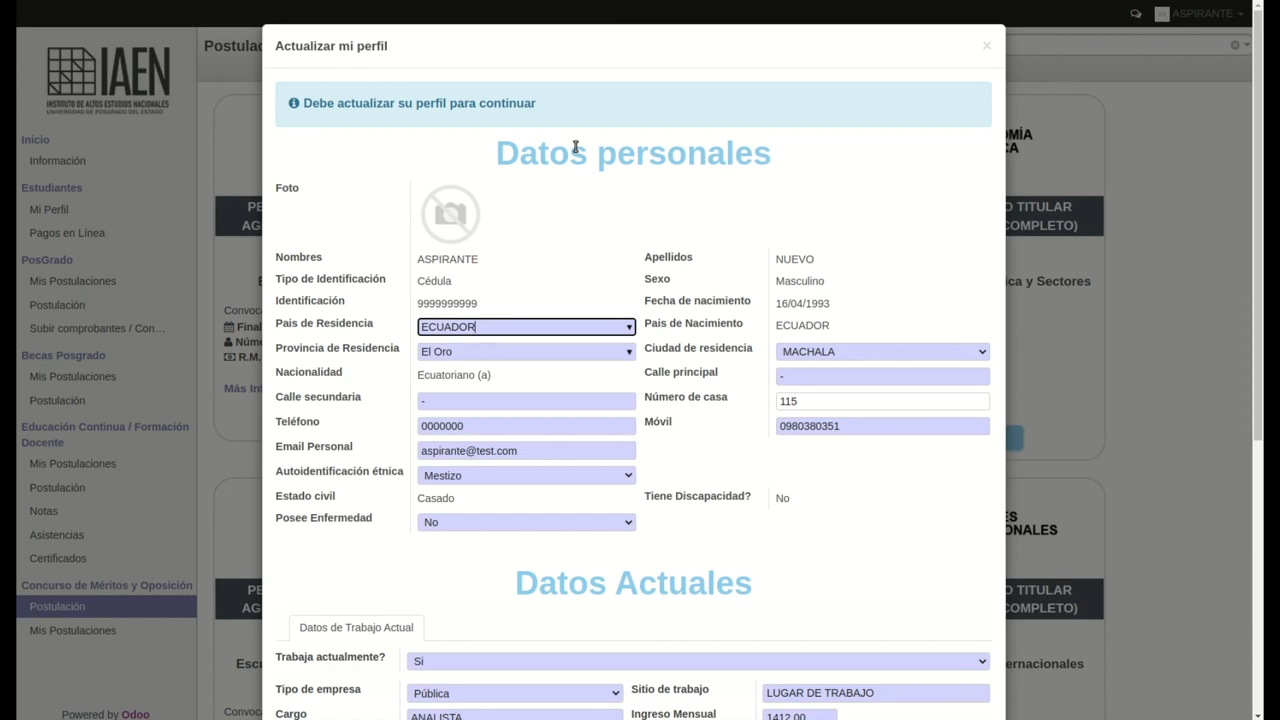 ASPIRANTE
IAEN
INSTITUTO DE ALTOS ESTUDIOS NACIONALES
UNIVERSIDAD DE POSGRADO DEL ESTADO
Inicio
Información
Estudiantes
Mi Perfil
Pagos en Línea
PosGrado
Mis Postulaciones
Postulación
Subir comprobantes / Con...
Becas Posgrado
Mis Postulaciones
Postulación
Educación Continua / Formación
Docente
Mis Postulaciones
Postulación
Notas
Asistencias
Certificados
Concurso de Méritos y Oposición
Postulación
Mis Postulaciones
Powered by Odoo
Actualizar mi perfil ×
Debe actualizar su perfil para continuar
Datos personales
Foto
Nombres ASPIRANTE Apellidos NUEVO
Tipo de Identificación Cédula Sexo Masculino
Identificación 9999999999 Fecha de nacimiento 16/04/1993
Pais de Residencia ECUADOR Pais de Nacimiento ECUADOR
Provincia de Residencia El Oro Ciudad de residencia MACHALA
Nacionalidad Ecuatoriano (a) Calle principal -
Calle secundaria - Número de casa 115
Teléfono 0000000 Móvil 0980380351
Email Personal aspirante@test.com
Autoidentificación étnica Mestizo
Estado civil Casado Tiene Discapacidad? No
Posee Enfermedad No
Datos Actuales
Datos de Trabajo Actual
Trabaja actualmente? Si
Tipo de empresa Pública Sitio de trabajo LUGAR DE TRABAJO
Cargo ANALISTA Ingreso Mensual 1412.00
O TITULAR
COMPLETO)
O TITULAR
COMPLETO)